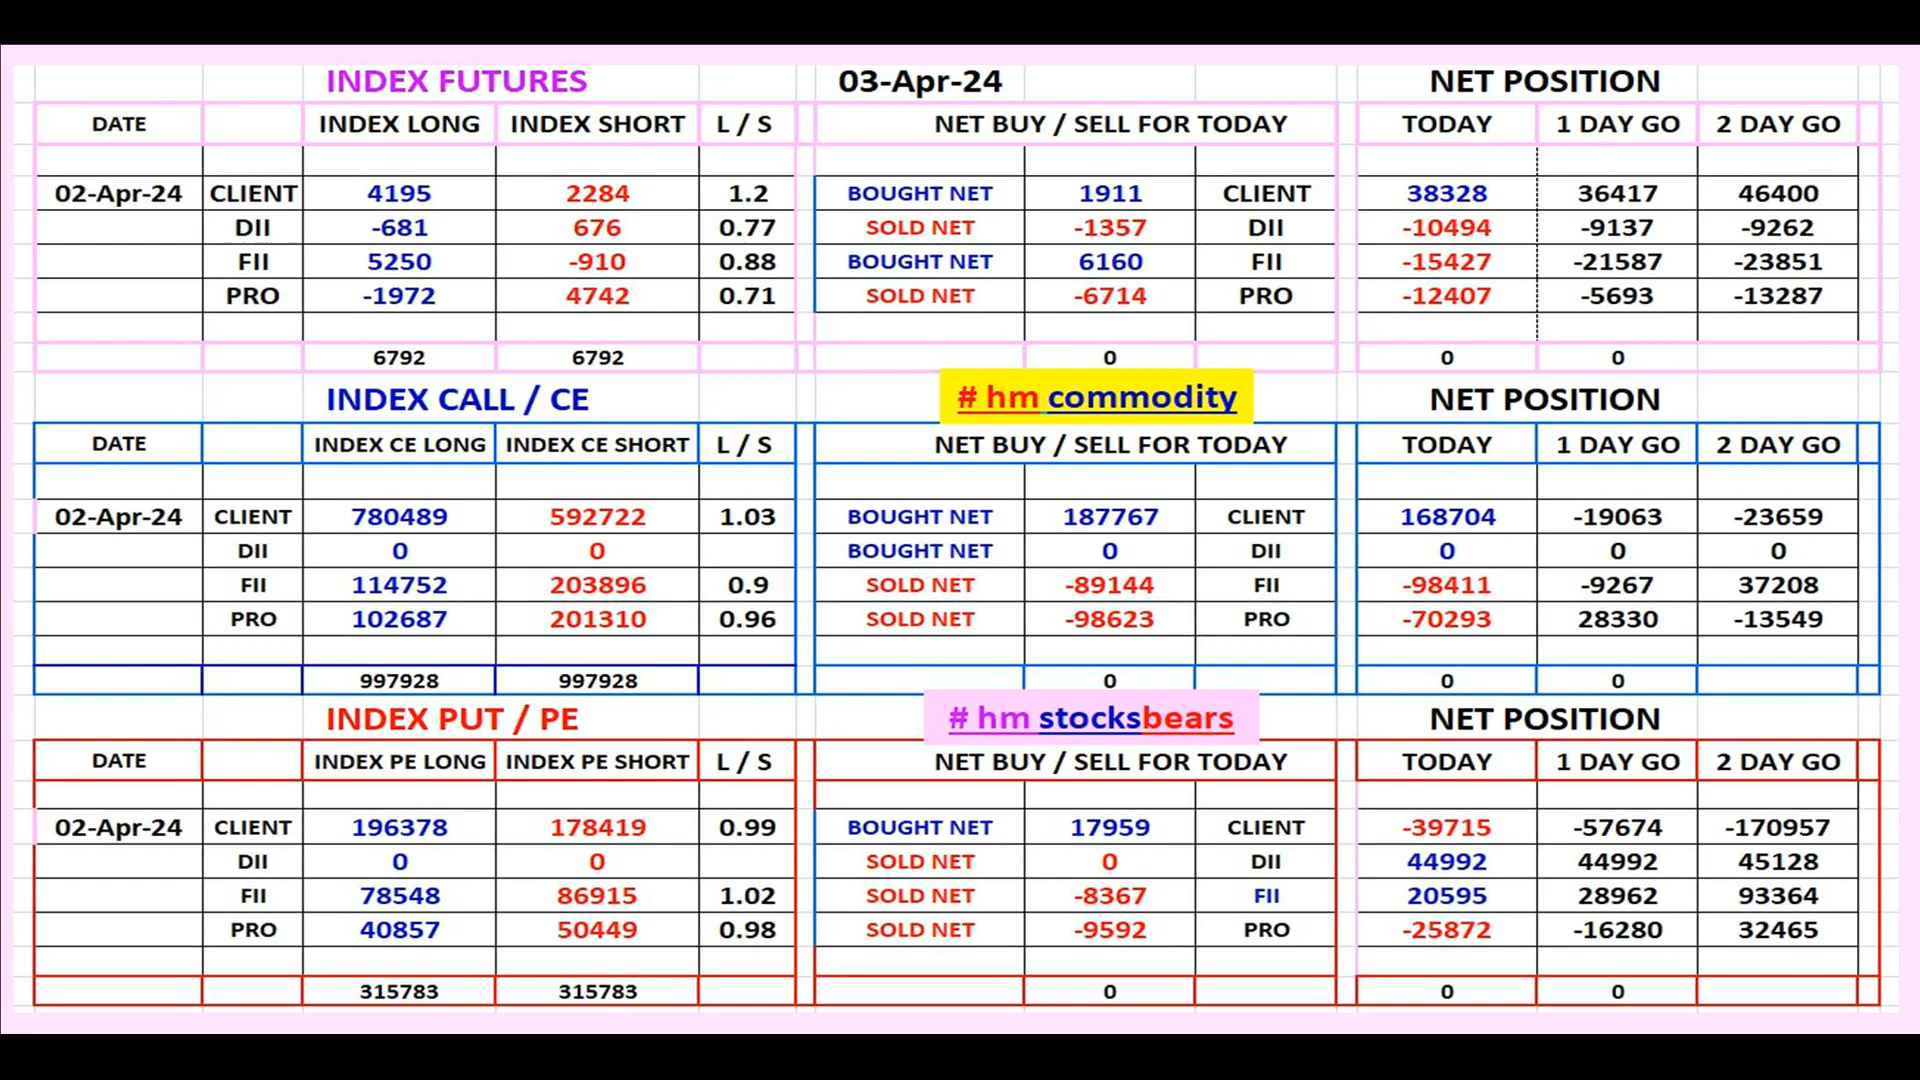 INDEX FUTURES 03-Apr-24 NET POSITION
DATE INDEX LONG INDEX SHORT L / S NET BUY / SELL FOR TODAY TODAY 1 DAY GO 2 DAY GO
02-Apr-24 CLIENT 4195 2284 1.2 BOUGHT NET 1911 CLIENT 38328 36417 46400
DII -681 676 0.77 SOLD NET -1357 DII -10494 -9137 -9262
FII 5250 -910 0.88 BOUGHT NET 6160 FII -15427 -21587 -23851
PRO -1972 4742 0.71 SOLD NET -6714 PRO -12407 -5693 -13287
6792 6792 0 0 0
INDEX CALL / CE # hm commodity NET POSITION
DATE INDEX CE LONG INDEX CE SHORT L / S NET BUY / SELL FOR TODAY TODAY 1 DAY GO 2 DAY GO
02-Apr-24 CLIENT 780489 592722 1.03 BOUGHT NET 187767 CLIENT 168704 -19063 -23659
DII 0 0 BOUGHT NET 0 DII 0 0 0
FII 114752 203896 0.9 SOLD NET -89144 FII -98411 -9267 37208
PRO 102687 201310 0.96 SOLD NET -98623 PRO -70293 28330 -13549
997928 997928 0 0 0
INDEX PUT / PE # hm stocksbears NET POSITION
DATE INDEX PE LONG INDEX PE SHORT L / S NET BUY / SELL FOR TODAY TODAY 1 DAY GO 2 DAY GO
02-Apr-24 CLIENT 196378 178419 0.99 BOUGHT NET 17959 CLIENT -39715 -57674 -170957
DII 0 0 SOLD NET 0 DII 44992 44992 45128
FII 78548 86915 1.02 SOLD NET -8367 FII 20595 28962 93364
PRO 40857 50449 0.98 SOLD NET -9592 PRO -25872 -16280 32465
315783 315783 0 0 0